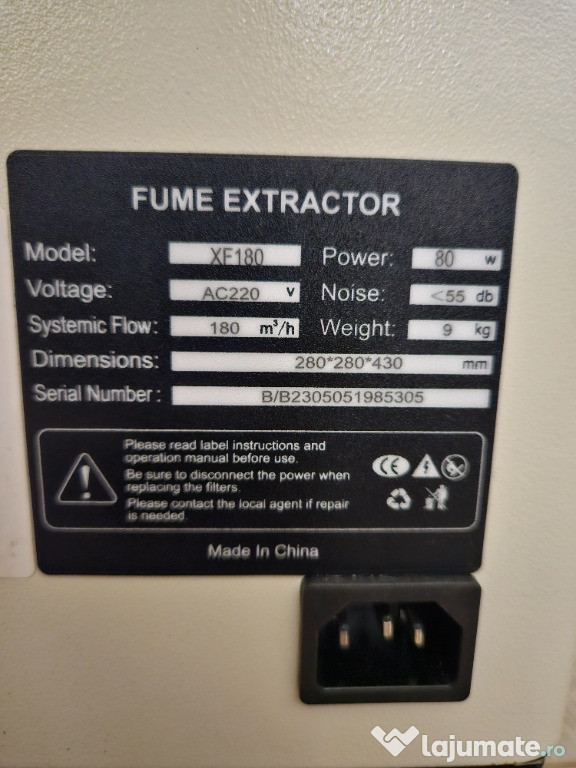 FUME EXTRACTOR
Model: XF180 Power: 80 w
Voltage: AC220 v Noise: <55 db
Systemic Flow: 180 m³/h Weight: 9 kg
Dimensions: 280*280*430 mm
Serial Number: B/B2305051985305
Please read label instructions and
operation manual before use.
Be sure to disconnect the power when
replacing the filters.
Please contact the local agent if repair
is needed.
CE
Made In China
lajumate.ro